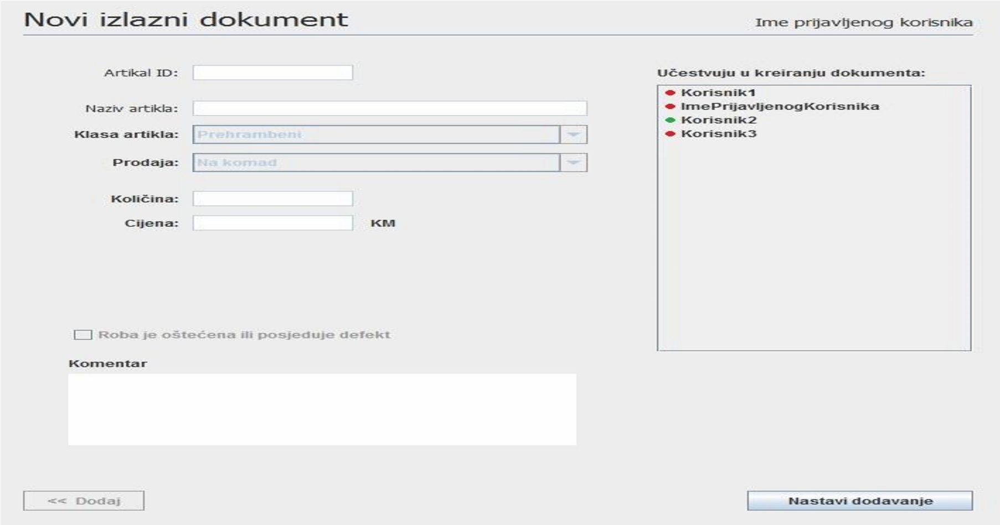 Novi izlazni dokument
Ime prijavljenog korisnika
Artikal ID:
Naziv artikla:
Klasa artikla: Prehrambeni
Prodaja: Na komad
Količina:
Cijena: KM
Roba je oštećena ili posjeduje defekt
Komentar
Učestvuju u kreiranju dokumenta:
Korisnik1
ImePrijavljenogKorisnika
Korisnik2
Korisnik3
<< Dodaj
Nastavi dodavanje